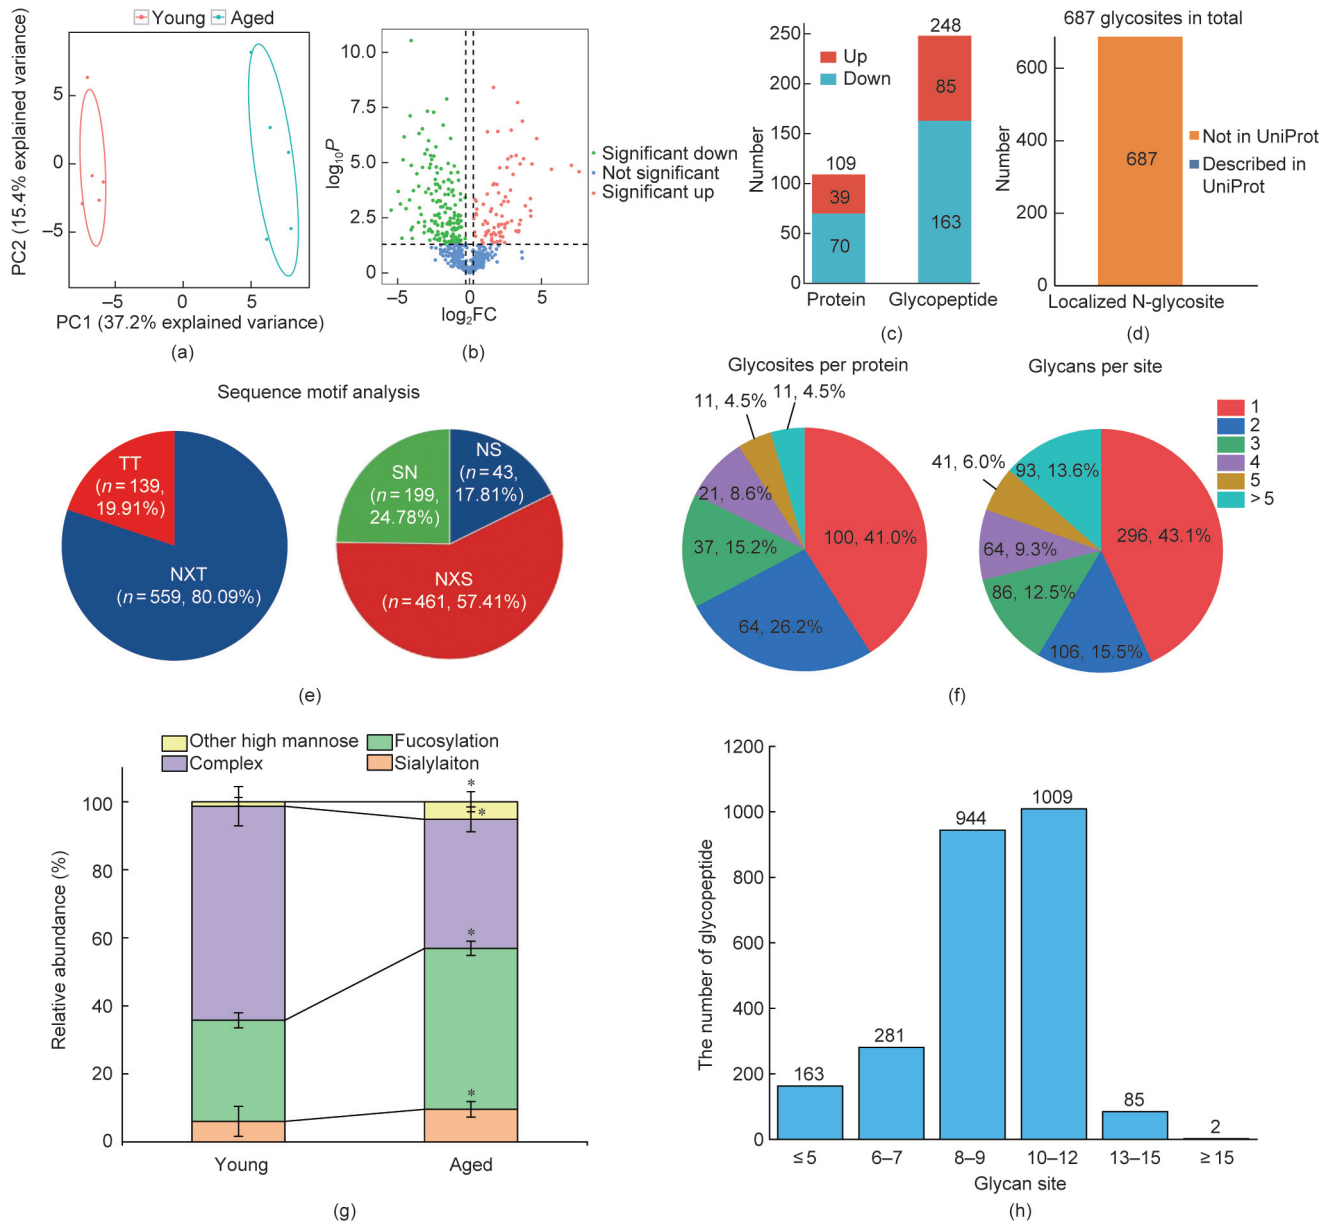 Young Aged
PC2 (15.4% explained variance)
5
0
−5
−5 0 5
PC1 (37.2% explained variance)
(a)
log₁₀P
10.0
7.5
5.0
2.5
0
−5 0 5
log₂FC
Significant down
Not significant
Significant up
(b)
Number
250
200
150
100
50
0
Up
Down
109
39
70
248
85
163
Protein Glycopeptide
(c)
687 glycosites in total
Number
600
400
200
0
687
Not in UniProt
Described in
UniProt
Localized N-glycosite
(d)
Sequence motif analysis
TT
(n=139,
19.91%)
NXT
(n=559, 80.09%)
SN
(n=199,
24.78%)
NS
(n=43,
17.81%)
NXS
(n=461, 57.41%)
(e)
Glycosites per protein
11, 4.5%
11, 4.5%
21, 8.6%
37, 15.2%
64, 26.2%
100, 41.0%
Glycans per site
41, 6.0%
93, 13.6%
64, 9.3%
86, 12.5%
106, 15.5%
296, 43.1%
1
2
3
4
5
>5
(f)
Other high mannose Fucosylation
Complex Sialylaiton
Relative abundance (%)
100
80
60
40
20
0
*
*
*
*
Young Aged
(g)
The number of glycopeptide
1200
1000
800
600
400
200
0
163
281
944
1009
85
2
≤5 6–7 8–9 10–12 13–15 ≥15
Glycan site
(h)